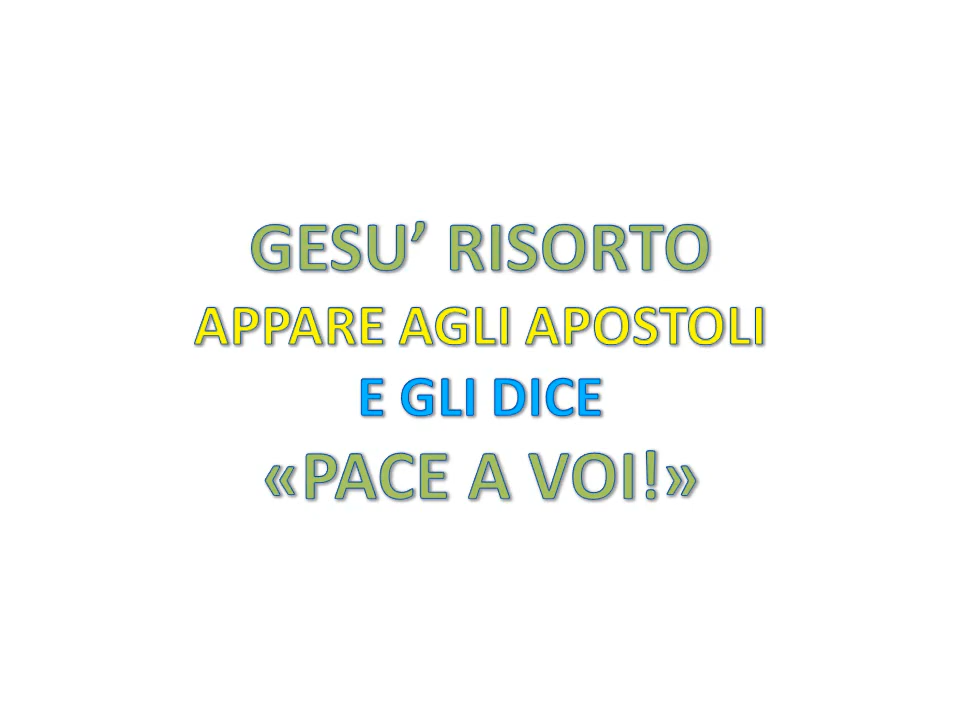 GESU’ RISORTO
APPARE AGLI APOSTOLI
E GLI DICE
«PACE A VOI!»